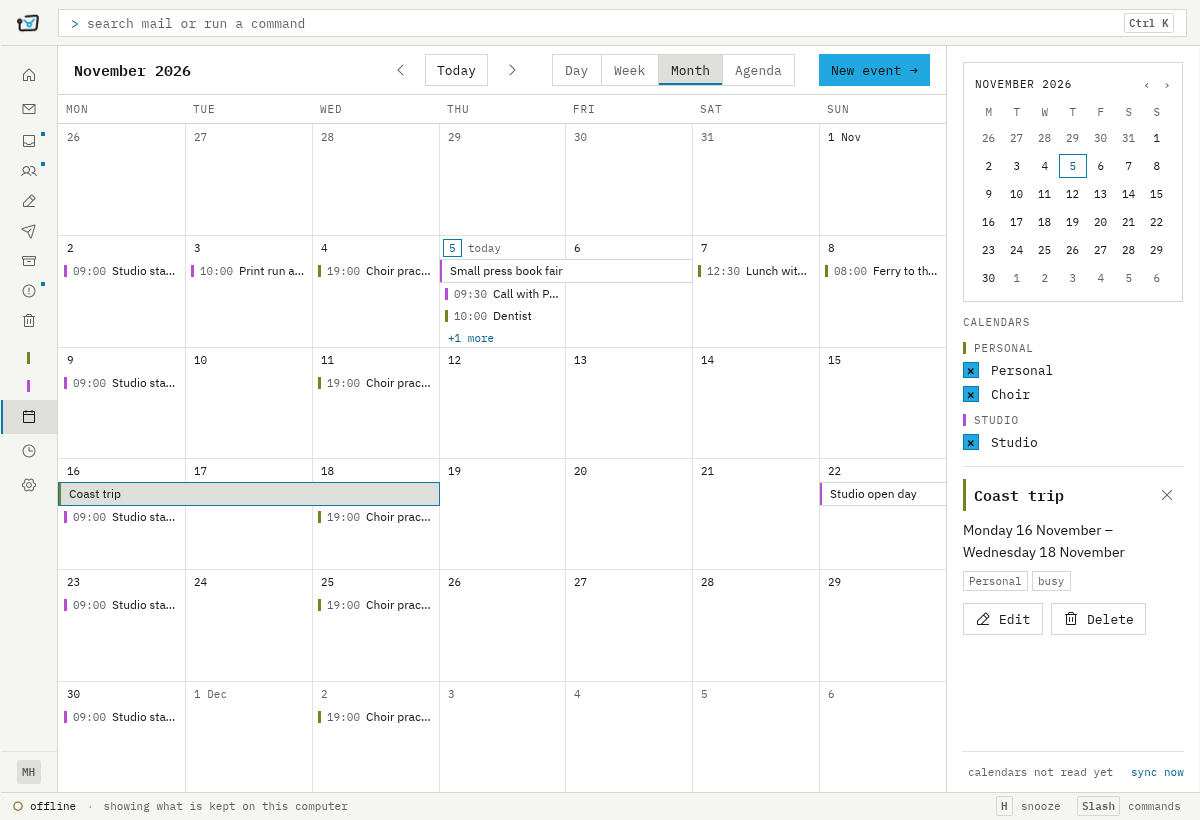 > search mail or run a command Ctrl K
November 2026 Today Day Week Month Agenda New event →
MON TUE WED THU FRI SAT SUN
26 27 28 29 30 31 1 Nov
2 3 4 5 today 6 7 8
09:00 Studio sta... 10:00 Print run a... 19:00 Choir prac... Small press book fair 12:30 Lunch wit... 08:00 Ferry to th...
09:30 Call with P...
10:00 Dentist
+1 more
9 10 11 12 13 14 15
09:00 Studio sta... 19:00 Choir prac...
16 17 18 19 20 21 22
Coast trip Studio open day
09:00 Studio sta... 19:00 Choir prac...
23 24 25 26 27 28 29
09:00 Studio sta... 19:00 Choir prac...
30 1 Dec 2 3 4 5 6
09:00 Studio sta... 19:00 Choir prac...
NOVEMBER 2026 ‹ ›
M T W T F S S
26 27 28 29 30 31 1
2 3 4 5 6 7 8
9 10 11 12 13 14 15
16 17 18 19 20 21 22
23 24 25 26 27 28 29
30 1 2 3 4 5 6
CALENDARS
PERSONAL
Personal
Choir
STUDIO
Studio
Coast trip
Monday 16 November –
Wednesday 18 November
Personal busy
Edit Delete
calendars not read yet sync now
MH
offline · showing what is kept on this computer H snooze Slash commands